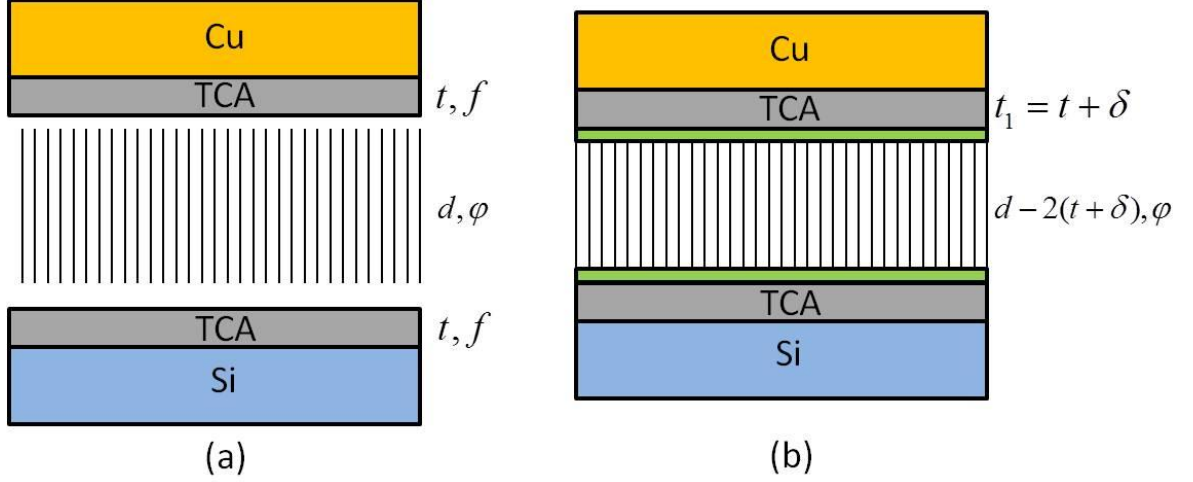 Cu
TCA
t, f
d, φ
TCA
t, f
Si
(a)
Cu
TCA
t₁ = t + δ
d − 2(t + δ), φ
TCA
Si
(b)